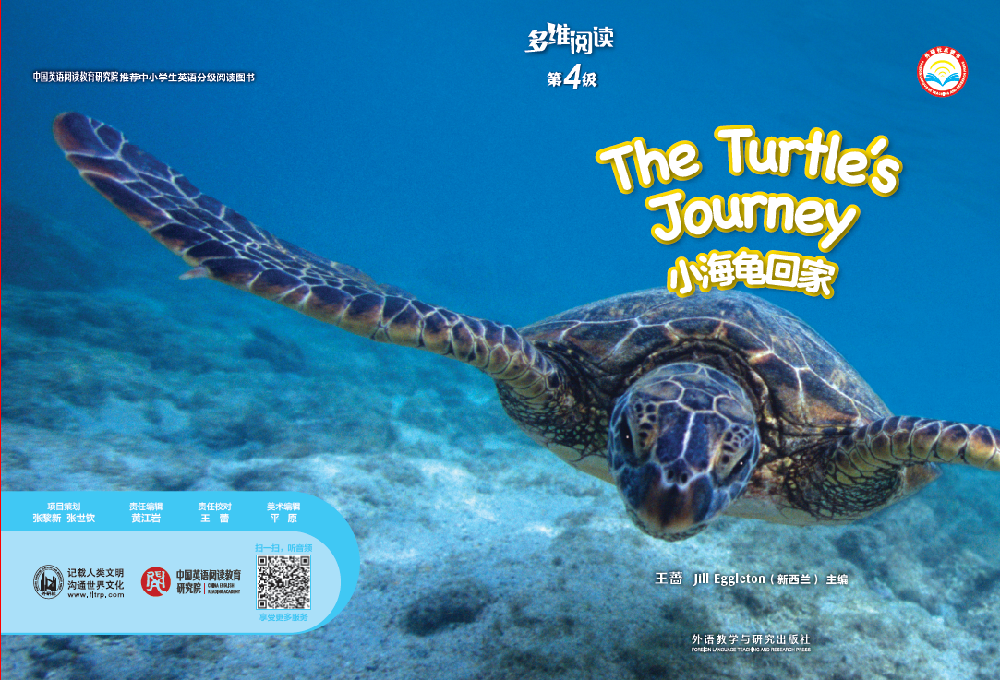 中国英语阅读教育研究院推荐中小学生英语分级阅读图书
多维阅读
第4级
The Turtle's
Journey
小海龟回家
王蔷 Jill Eggleton（新西兰）主编
外语教学与研究出版社
FOREIGN LANGUAGE TEACHING AND RESEARCH PRESS
项目策划 责任编辑 责任校对 美术编辑
张黎新 张世钦 黄江岩 王 蕾 平 原
扫一扫，听音频
记载人类文明
沟通世界文化
www.fltrp.com
中国英语阅读教育
研究院
CHINA ENGLISH
READING ACADEMY
享受更多服务